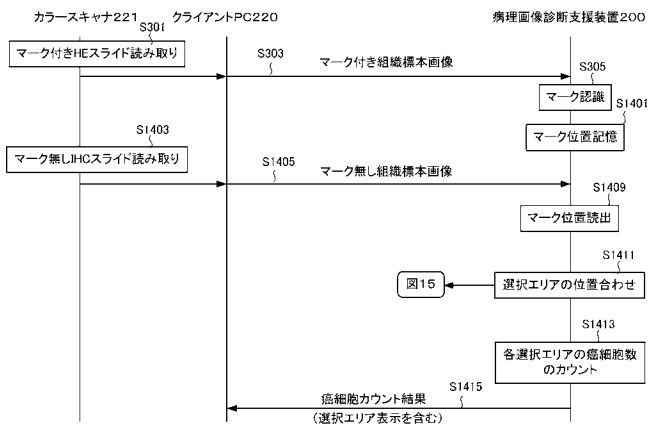 カラースキャナ221
クライアントPC220
病理画像診断支援装置200
S301
マーク付きHEスライド読み取り
S303
マーク付き組織標本画像
S305
マーク認識
S1401
マーク位置記憶
S1403
マーク無しIHCスライド読み取り
S1405
マーク無し組織標本画像
S1409
マーク位置読出
S1411
図15
選択エリアの位置合わせ
S1413
各選択エリアの癌細胞数
のカウント
S1415
癌細胞カウント結果
(選択エリア表示を含む)